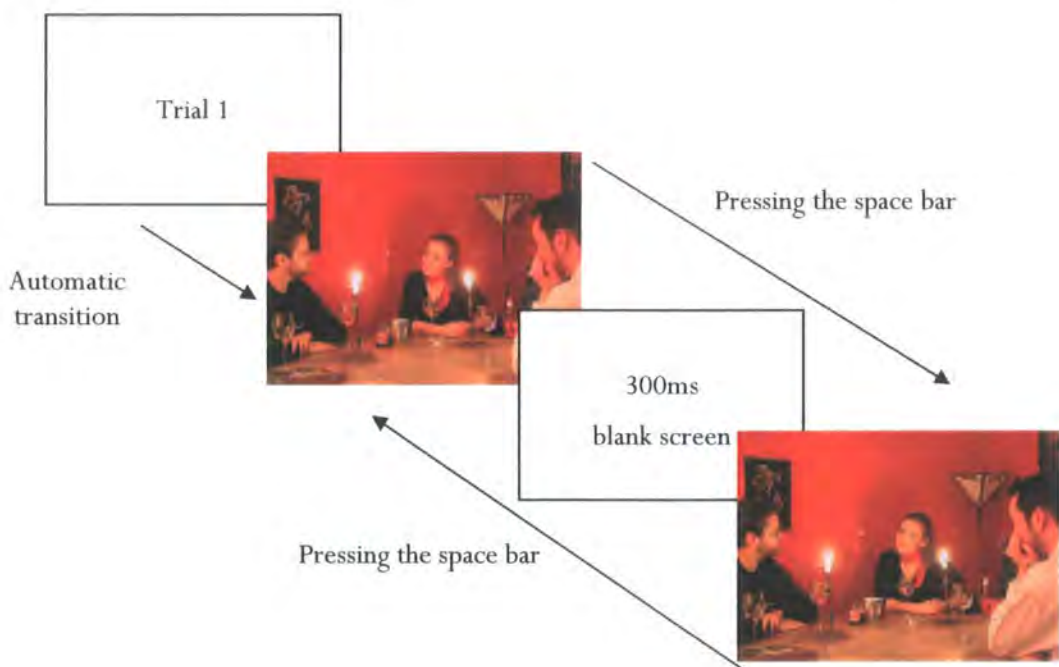 Trial 1
Pressing the space bar
Automatic
transition
300ms
blank screen
Pressing the space bar